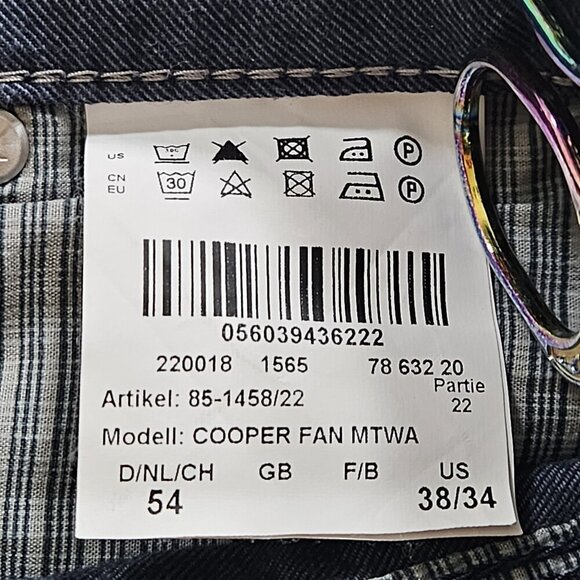 US P
CN
EU 30 P
056039436222
220018 1565 78 632 20
Artikel: 85-1458/22 Partie
22
Modell: COOPER FAN MTWA
D/NL/CH GB F/B US
54 38/34